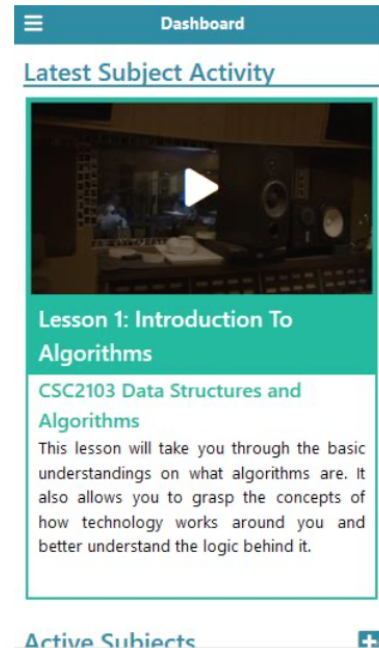 Dashboard
Latest Subject Activity
Lesson 1: Introduction To
Algorithms
CSC2103 Data Structures and
Algorithms
This lesson will take you through the basic
understandings on what algorithms are. It
also allows you to grasp the concepts of
how technology works around you and
better understand the logic behind it.
Active Subjects